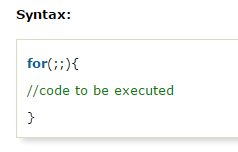 Syntax:
for(;;){
//code to be executed
}